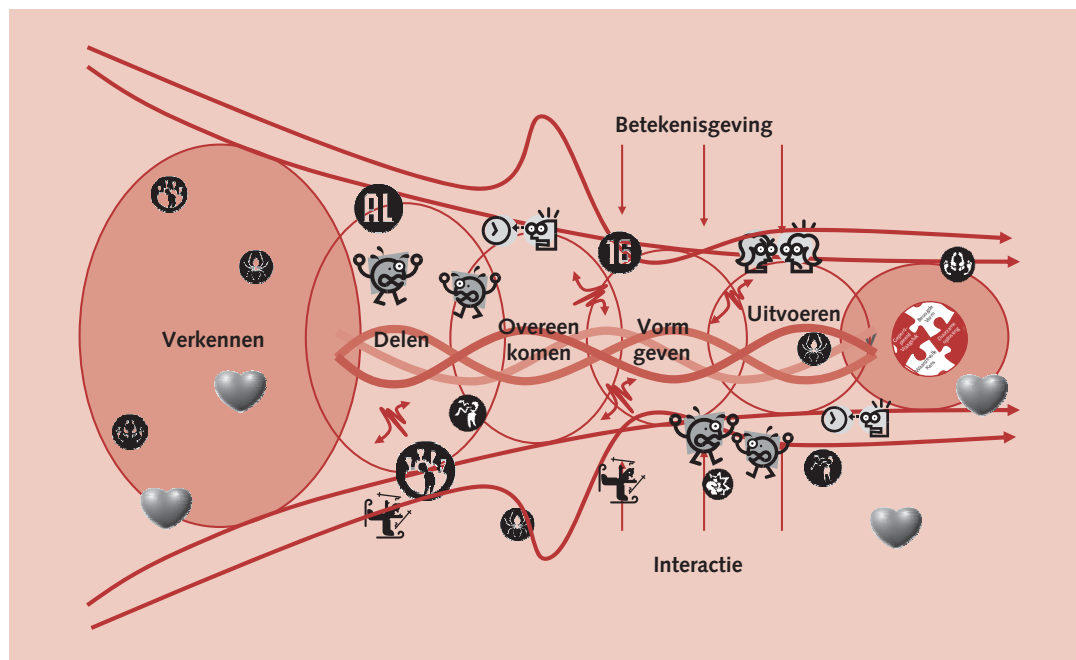 Betekenisgeving
AL
16
Verkennen
Delen
Overeen
komen
Vorm
geven
Uitvoeren
Interactie